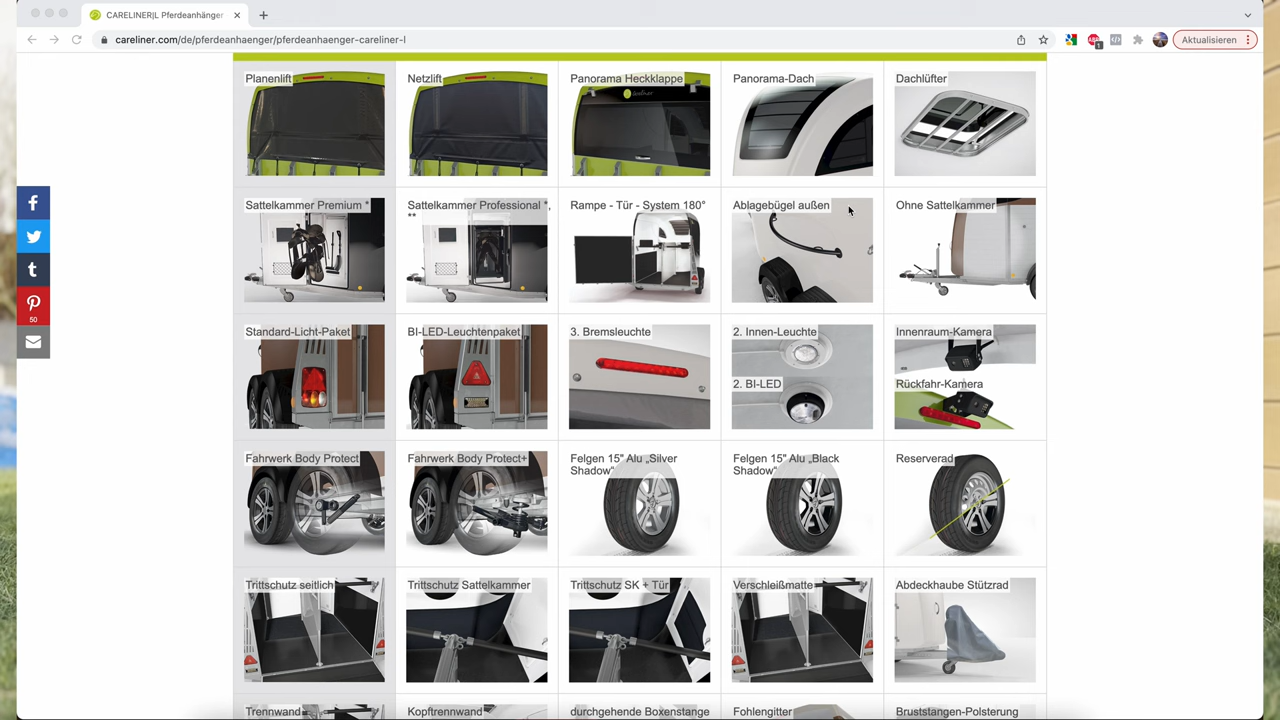 CARELINER|L Pferdeanhänger
careliner.com/de/pferdeanhaenger/pferdeanhaenger-careliner-l
1
Aktualisieren
Planenlift
Netzlift
Panorama Heckklappe
Panorama-Dach
Dachlüfter
Sattelkammer Premium *
Sattelkammer Professional *,
**
Rampe - Tür - System 180°
Ablagebügel außen
Ohne Sattelkammer
50
Standard-Licht-Paket
BI-LED-Leuchtenpaket
3. Bremsleuchte
2. Innen-Leuchte
2. BI-LED
Innenraum-Kamera
Rückfahr-Kamera
Fahrwerk Body Protect
Fahrwerk Body Protect+
Felgen 15" Alu „Silver
Shadow“
Felgen 15" Alu „Black
Shadow“
Reserverad
Trittschutz seitlich
Trittschutz Sattelkammer
Trittschutz SK + Tür
Verschleißmatte
Abdeckhaube Stützrad
Trennwand
Kopftrennwand
durchgehende Boxenstange
Fohlengitter
Bruststangen-Polsterung